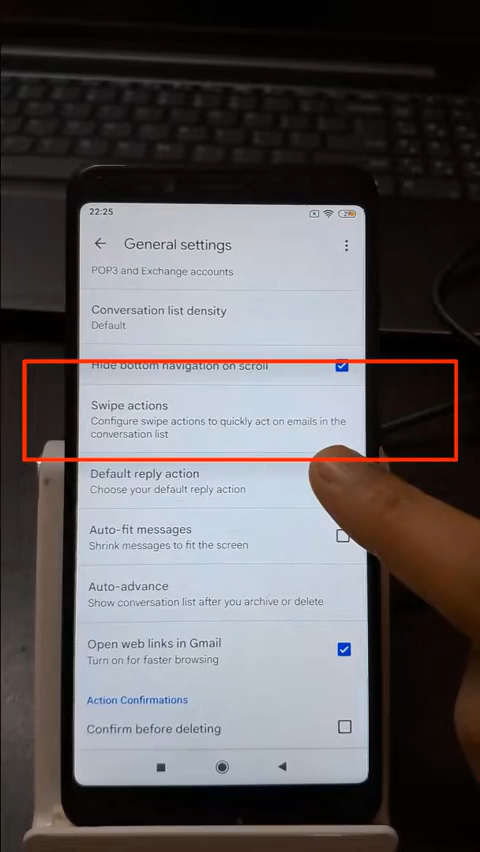 22:25
General settings
POP3 and Exchange accounts
Conversation list density
Default
Hide bottom navigation on scroll
Swipe actions
Configure swipe actions to quickly act on emails in the
conversation list
Default reply action
Choose your default reply action
Auto-fit messages
Shrink messages to fit the screen
Auto-advance
Show conversation list after you archive or delete
Open web links in Gmail
Turn on for faster browsing
Action Confirmations
Confirm before deleting